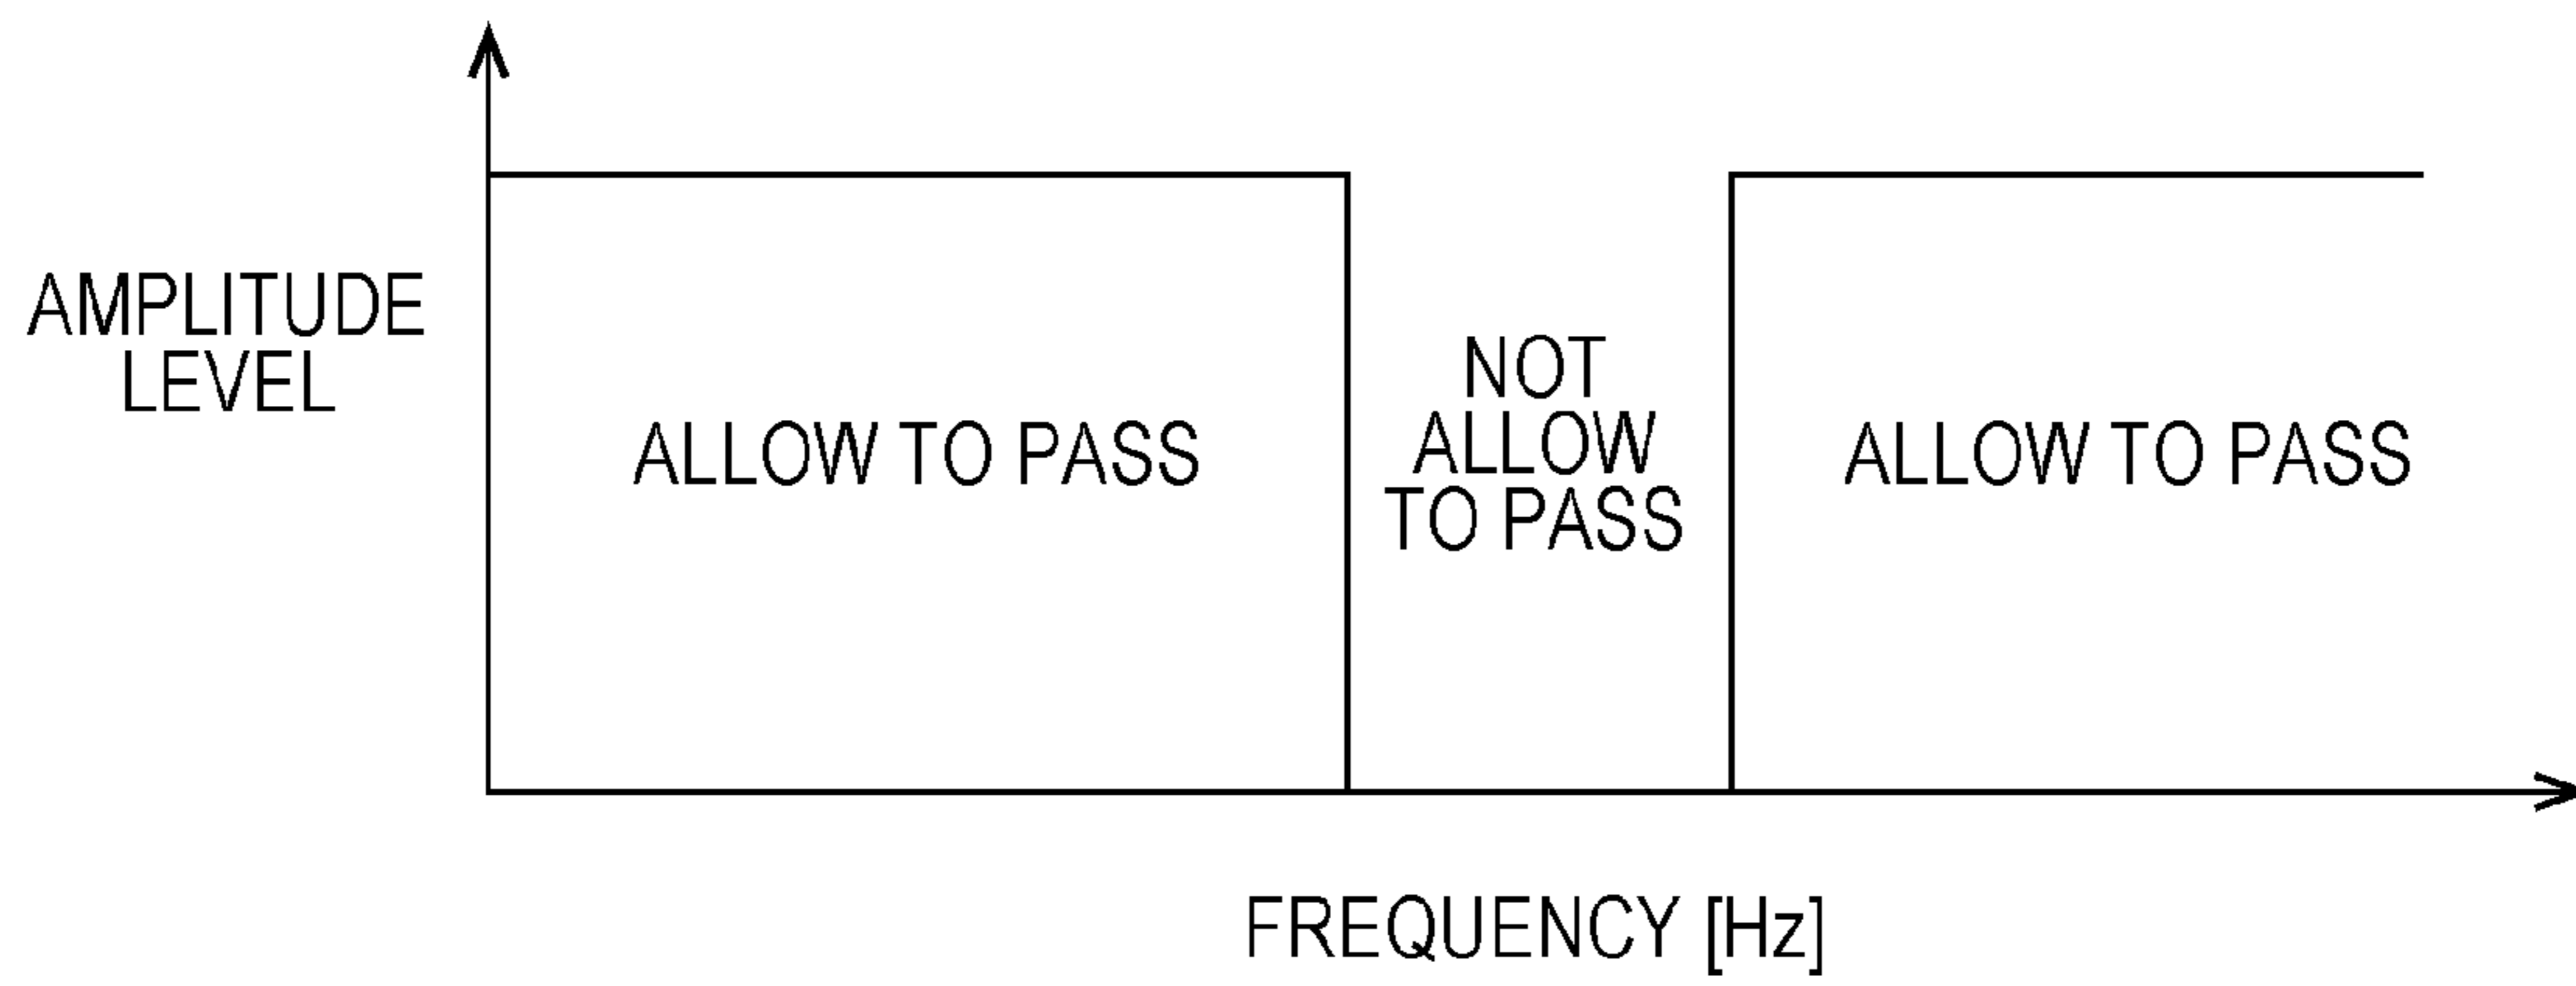 AMPLITUDE
LEVEL
ALLOW TO PASS
NOT
ALLOW
TO PASS
ALLOW TO PASS
FREQUENCY [Hz]